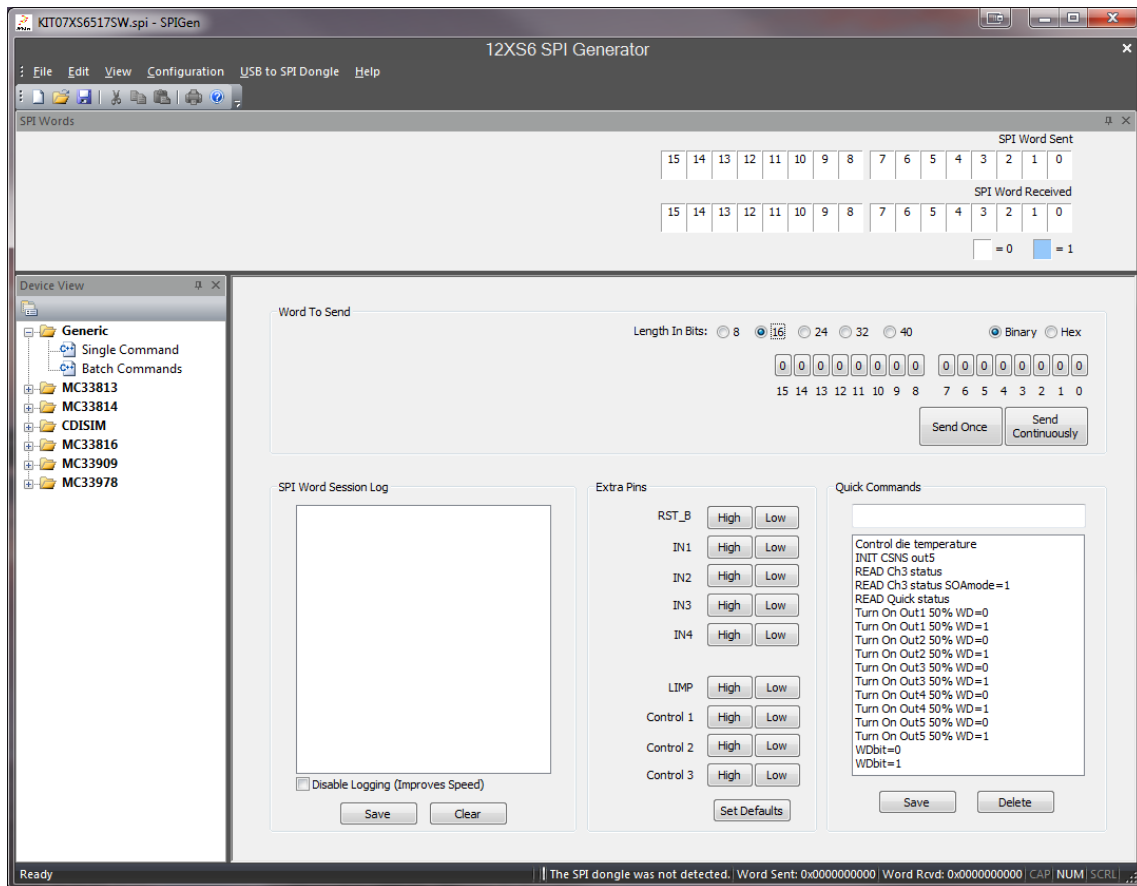 KIT07XS6517SW.spi - SPIGen
12XS6 SPI Generator
File Edit View Configuration USB to SPI Dongle Help
SPI Words
SPI Word Sent
15 14 13 12 11 10 9 8 7 6 5 4 3 2 1 0
SPI Word Received
15 14 13 12 11 10 9 8 7 6 5 4 3 2 1 0
= 0 = 1
Device View
Generic
Single Command
Batch Commands
MC33813
MC33814
CDISIM
MC33816
MC33909
MC33978
Word To Send
Length In Bits: 8 16 24 32 40 Binary Hex
0 0 0 0 0 0 0 0 0 0 0 0 0 0 0 0
15 14 13 12 11 10 9 8 7 6 5 4 3 2 1 0
Send Once
Send
Continuously
SPI Word Session Log
Disable Logging (Improves Speed)
Save Clear
Extra Pins
RST_B High Low
IN1 High Low
IN2 High Low
IN3 High Low
IN4 High Low
LIMP High Low
Control 1 High Low
Control 2 High Low
Control 3 High Low
Set Defaults
Quick Commands
Control die temperature
INIT CSNS out5
READ Ch3 status
READ Ch3 status SOAmode=1
READ Quick status
Turn On Out1 50% WD=0
Turn On Out1 50% WD=1
Turn On Out2 50% WD=0
Turn On Out2 50% WD=1
Turn On Out3 50% WD=0
Turn On Out3 50% WD=1
Turn On Out4 50% WD=0
Turn On Out4 50% WD=1
Turn On Out5 50% WD=0
Turn On Out5 50% WD=1
WDbit=0
WDbit=1
Save Delete
Ready The SPI dongle was not detected. Word Sent: 0x0000000000 Word Rcvd: 0x0000000000 CAP NUM SCRL